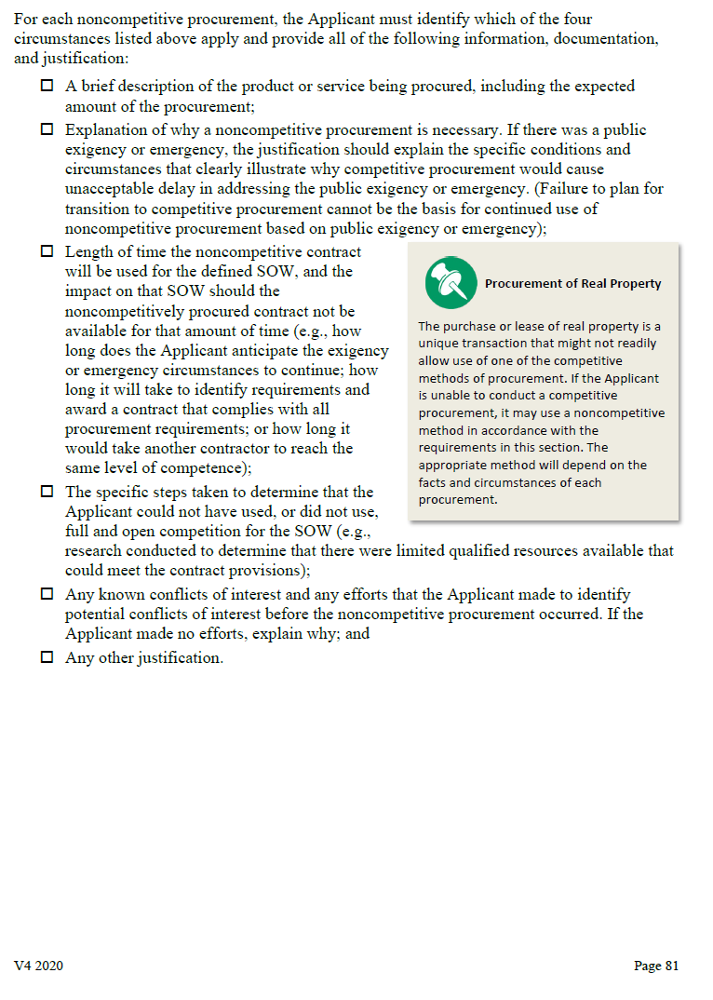 For each noncompetitive procurement, the Applicant must identify which of the four
circumstances listed above apply and provide all of the following information, documentation,
and justification:
☐ A brief description of the product or service being procured, including the expected
amount of the procurement;
☐ Explanation of why a noncompetitive procurement is necessary. If there was a public
exigency or emergency, the justification should explain the specific conditions and
circumstances that clearly illustrate why competitive procurement would cause
unacceptable delay in addressing the public exigency or emergency. (Failure to plan for
transition to competitive procurement cannot be the basis for continued use of
noncompetitive procurement based on public exigency or emergency);
☐ Length of time the noncompetitive contract
will be used for the defined SOW, and the
impact on that SOW should the
noncompetitively procured contract not be
available for that amount of time (e.g., how
long does the Applicant anticipate the exigency
or emergency circumstances to continue; how
long it will take to identify requirements and
award a contract that complies with all
procurement requirements; or how long it
would take another contractor to reach the
same level of competence);
☐ The specific steps taken to determine that the
Applicant could not have used, or did not use,
full and open competition for the SOW (e.g.,
research conducted to determine that there were limited qualified resources available that
could meet the contract provisions);
☐ Any known conflicts of interest and any efforts that the Applicant made to identify
potential conflicts of interest before the noncompetitive procurement occurred. If the
Applicant made no efforts, explain why; and
☐ Any other justification.
Procurement of Real Property
The purchase or lease of real property is a
unique transaction that might not readily
allow use of one of the competitive
methods of procurement. If the Applicant
is unable to conduct a competitive
procurement, it may use a noncompetitive
method in accordance with the
requirements in this section. The
appropriate method will depend on the
facts and circumstances of each
procurement.
V4 2020
Page 81